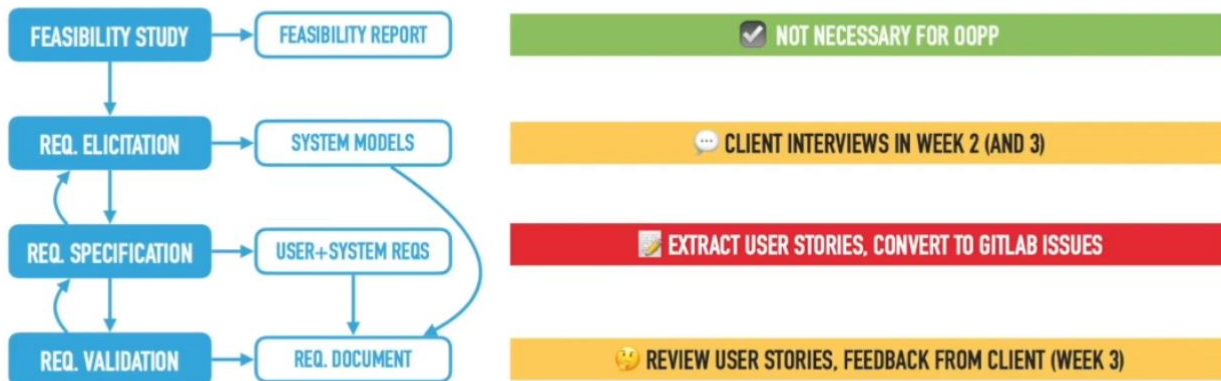 FEASIBILITY STUDY
FEASIBILITY REPORT
NOT NECESSARY FOR OOPP
REQ. ELICITATION
SYSTEM MODELS
CLIENT INTERVIEWS IN WEEK 2 (AND 3)
REQ. SPECIFICATION
USER+SYSTEM REQS
EXTRACT USER STORIES, CONVERT TO GITLAB ISSUES
REQ. VALIDATION
REQ. DOCUMENT
REVIEW USER STORIES, FEEDBACK FROM CLIENT (WEEK 3)